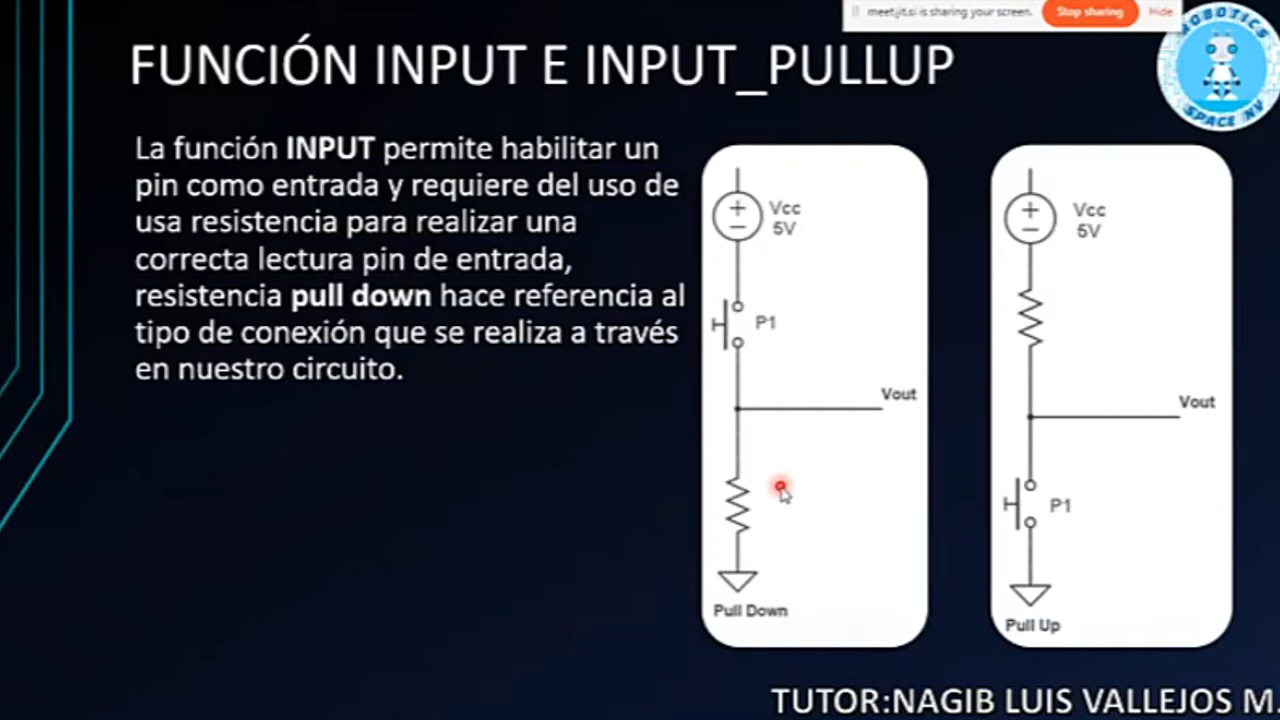 meet.jit.si is sharing your screen.
Stop sharing
Hide
FUNCIÓN INPUT E INPUT_PULLUP
ROBOTICS
SPACE NV
La función INPUT permite habilitar un
pin como entrada y requiere del uso de
usa resistencia para realizar una
correcta lectura pin de entrada,
resistencia pull down hace referencia al
tipo de conexión que se realiza a través
en nuestro circuito.
Vcc
5V
P1
Vout
Pull Down
Vcc
5V
Vout
P1
Pull Up
TUTOR:NAGIB LUIS VALLEJOS M.